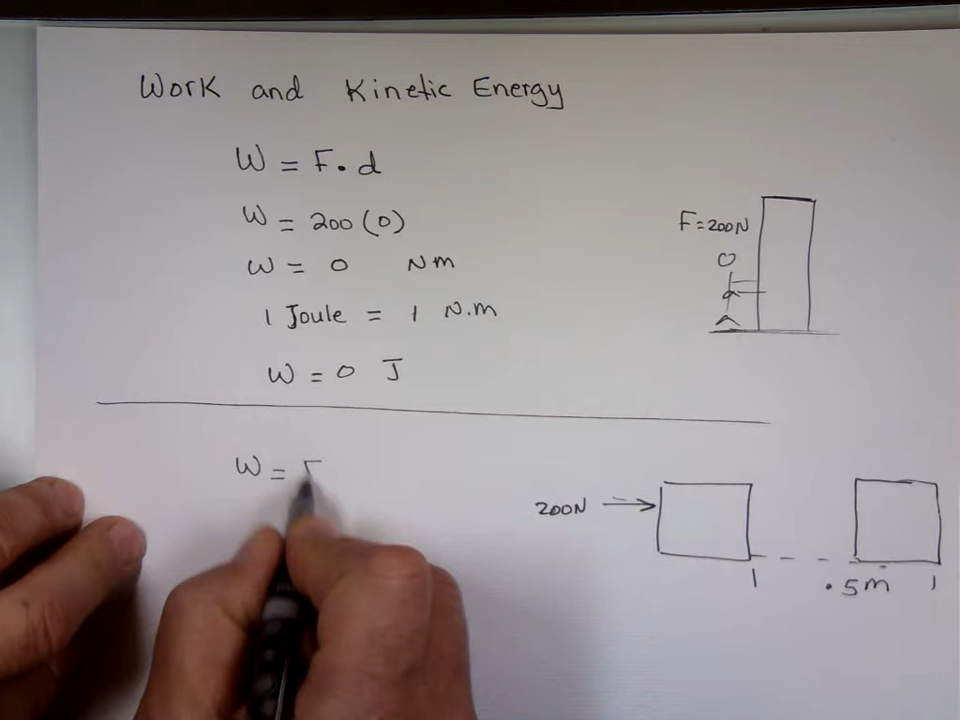 Work and Kinetic Energy
W = F . d
W = 200 (0)
W = 0 Nm
1 Joule = 1 N.m
W = 0 J
F = 200N
W = F
200N
.5m